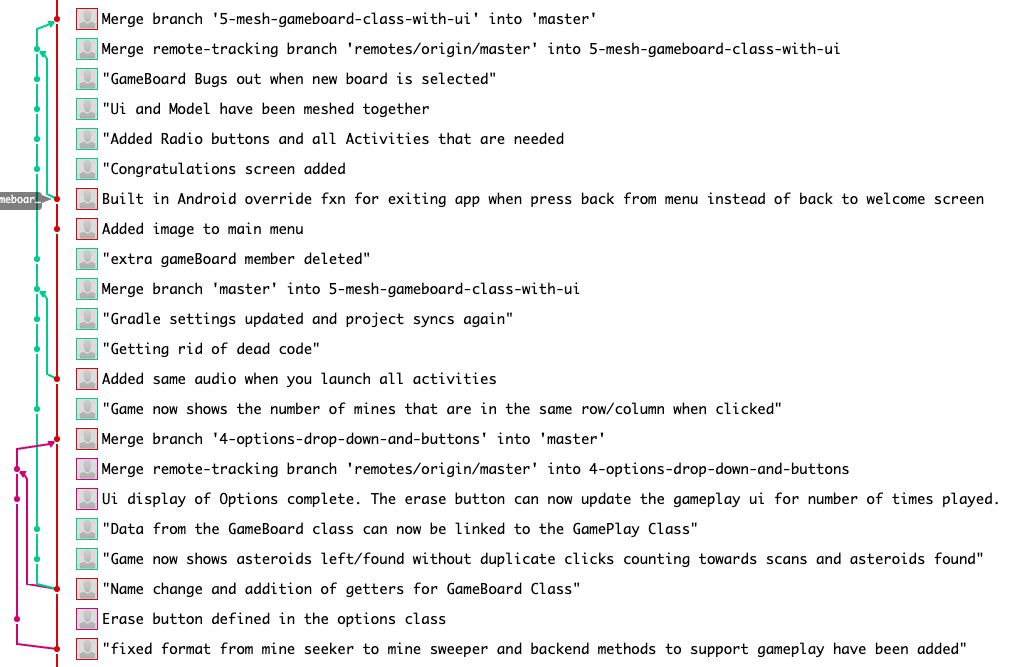 Merge branch '5-mesh-gameboard-class-with-ui' into 'master'
Merge remote-tracking branch 'remotes/origin/master' into 5-mesh-gameboard-class-with-ui
"GameBoard Bugs out when new board is selected"
"Ui and Model have been meshed together
"Added Radio buttons and all Activities that are needed
"Congratulations screen added
meboar… Built in Android override fxn for exiting app when press back from menu instead of back to welcome screen
Added image to main menu
"extra gameBoard member deleted"
Merge branch 'master' into 5-mesh-gameboard-class-with-ui
"Gradle settings updated and project syncs again"
"Getting rid of dead code"
Added same audio when you launch all activities
"Game now shows the number of mines that are in the same row/column when clicked"
Merge branch '4-options-drop-down-and-buttons' into 'master'
Merge remote-tracking branch 'remotes/origin/master' into 4-options-drop-down-and-buttons
Ui display of Options complete. The erase button can now update the gameplay ui for number of times played.
"Data from the GameBoard class can now be linked to the GamePlay Class"
"Game now shows asteroids left/found without duplicate clicks counting towards scans and asteroids found"
"Name change and addition of getters for GameBoard Class"
Erase button defined in the options class
"fixed format from mine seeker to mine sweeper and backend methods to support gameplay have been added"